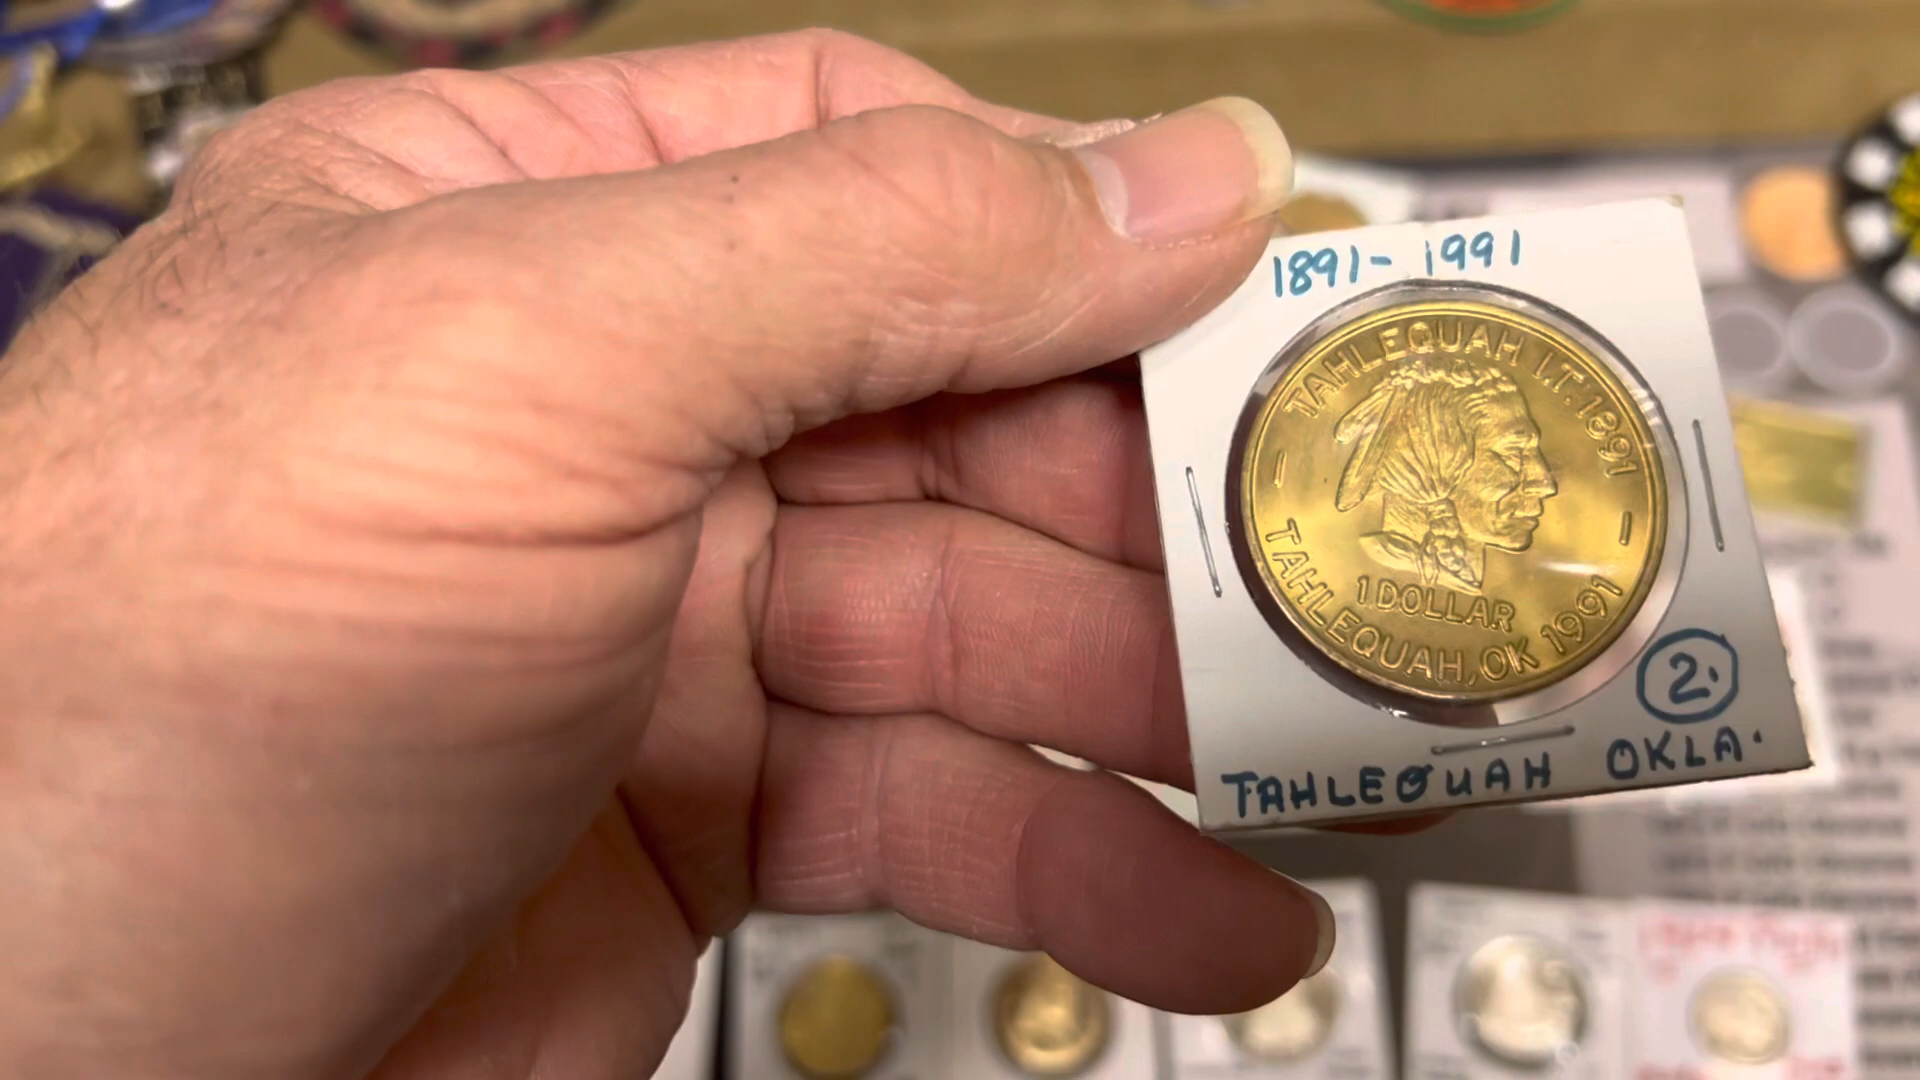 1891- 1991
TAHLEQUAH I.T. 1891
1 DOLLAR
TAHLEQUAH, OK 1991
2.
TAHLEQUAH OKLA.